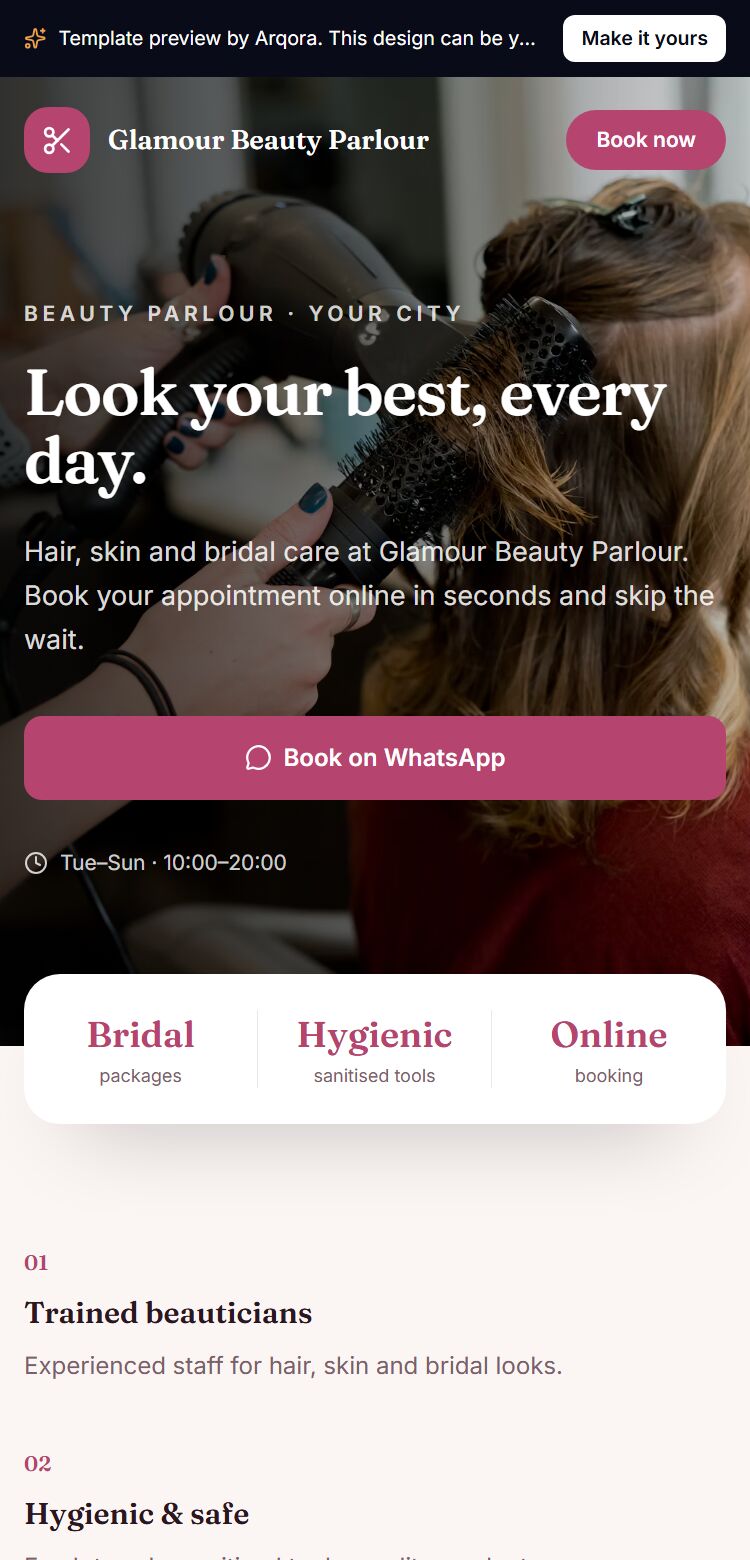 Template preview by Arqora. This design can be y...
Make it yours
Glamour Beauty Parlour
Book now
BEAUTY PARLOUR · YOUR CITY
Look your best, every
day.
Hair, skin and bridal care at Glamour Beauty Parlour.
Book your appointment online in seconds and skip the
wait.
Book on WhatsApp
Tue–Sun · 10:00–20:00
Bridal
packages
Hygienic
sanitised tools
Online
booking
01
Trained beauticians
Experienced staff for hair, skin and bridal looks.
02
Hygienic & safe